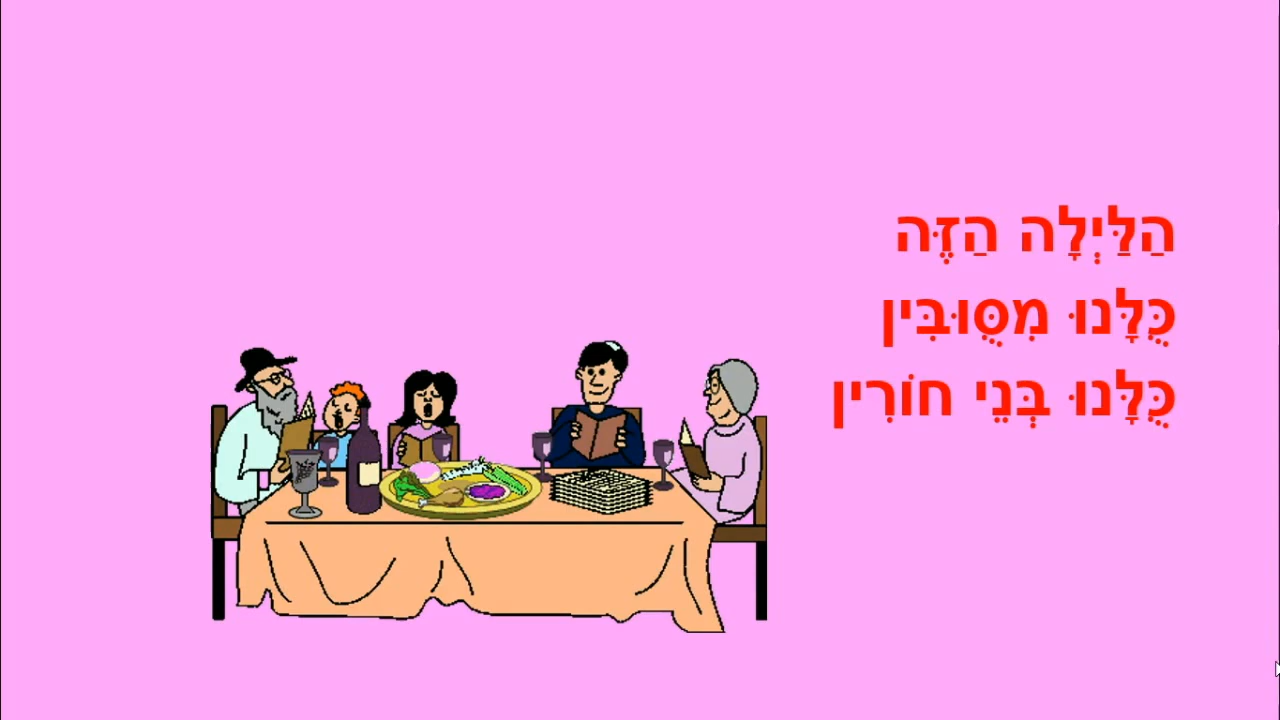 הַלַּיְלָה הַזֶּה
כֻּלָּנוּ מִסֻּוּבִּין
כֻּלָּנוּ בְּנֵי חוֹרִין